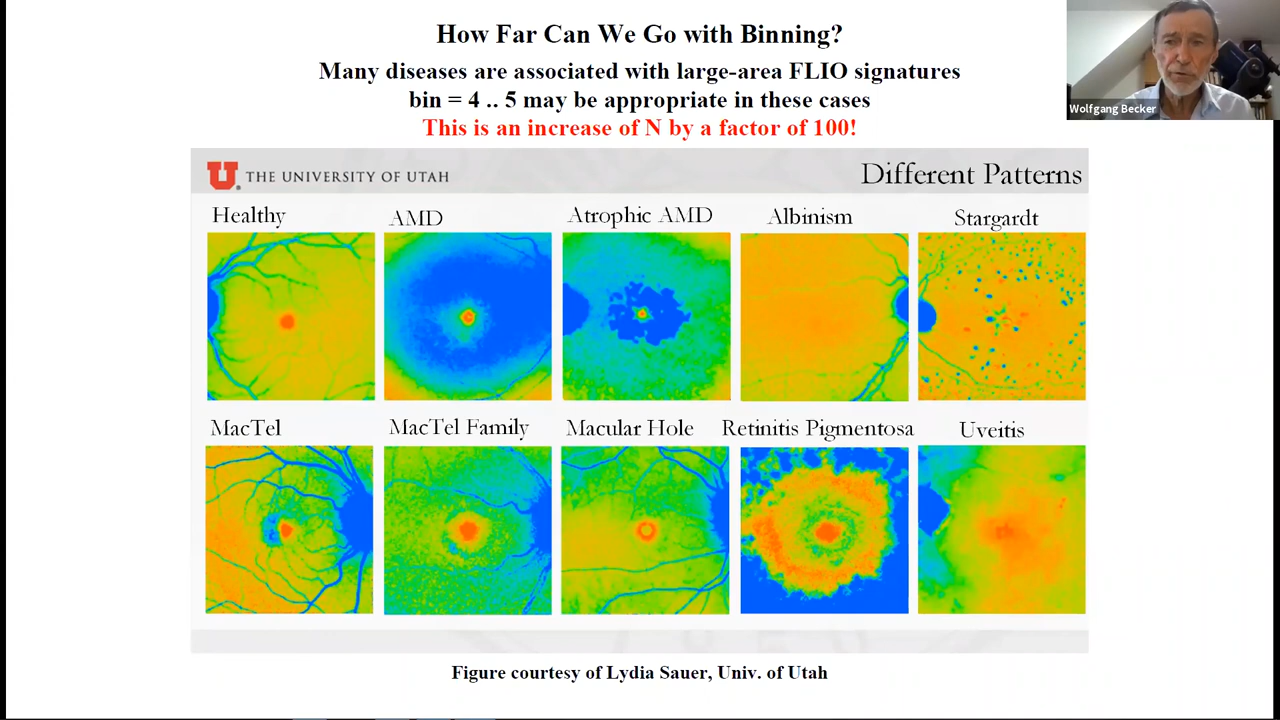 How Far Can We Go with Binning?
Many diseases are associated with large-area FLIO signatures
bin = 4 .. 5 may be appropriate in these cases
This is an increase of N by a factor of 100!
Wolfgang Becker
U THE UNIVERSITY OF UTAH
Different Patterns
Healthy
AMD
Atrophic AMD
Albinism
Stargardt
MacTel
MacTel Family
Macular Hole
Retinitis Pigmentosa
Uveitis
Figure courtesy of Lydia Sauer, Univ. of Utah